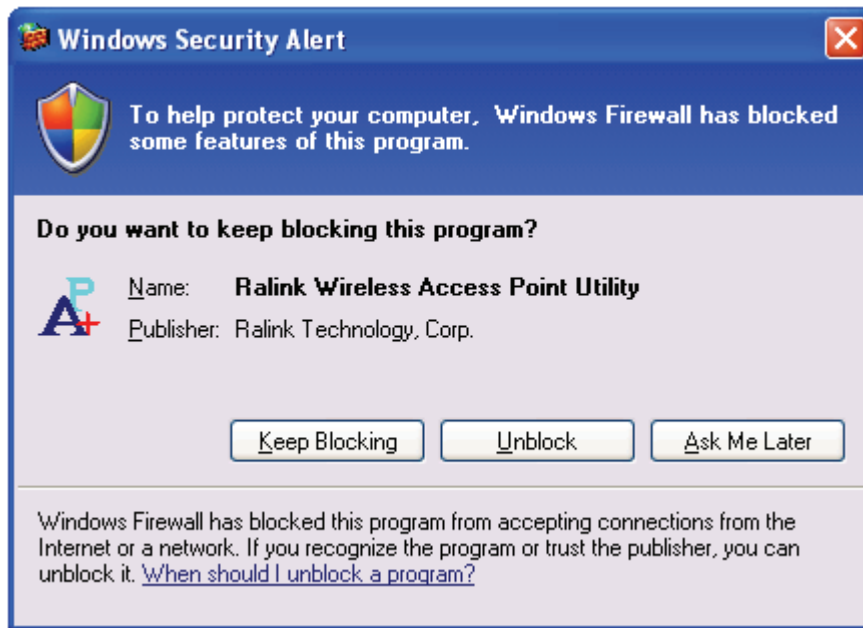 Windows Security Alert
To help protect your computer, Windows Firewall has blocked
some features of this program.
Do you want to keep blocking this program?
Name: Ralink Wireless Access Point Utility
Publisher: Ralink Technology, Corp.
Keep Blocking Unblock Ask Me Later
Windows Firewall has blocked this program from accepting connections from the
Internet or a network. If you recognize the program or trust the publisher, you can
unblock it. When should I unblock a program?